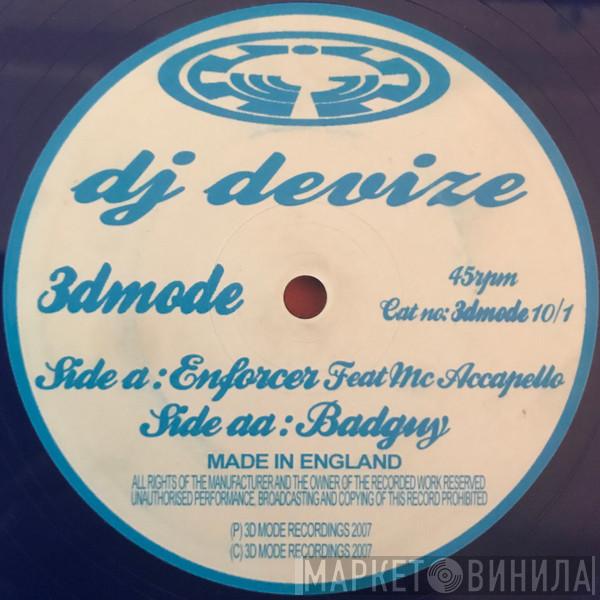 dj devize
3dmode
45rpm
Cat no: 3dmode 10/1
Side a: Enforcer Feat Mc Accapello
Side aa: Badguy
MADE IN ENGLAND
ALL RIGHTS OF THE MANUFACTURER AND THE OWNER OF THE RECORDED WORK RESERVED
UNAUTHORISED PERFORMANCE, BROADCASTING AND COPYING OF THIS RECORD PROHIBITED
(P) 3D MODE RECORDINGS 2007
(C) 3D MODE RECORDINGS 2007
МАРКЕТ ВИНИЛА